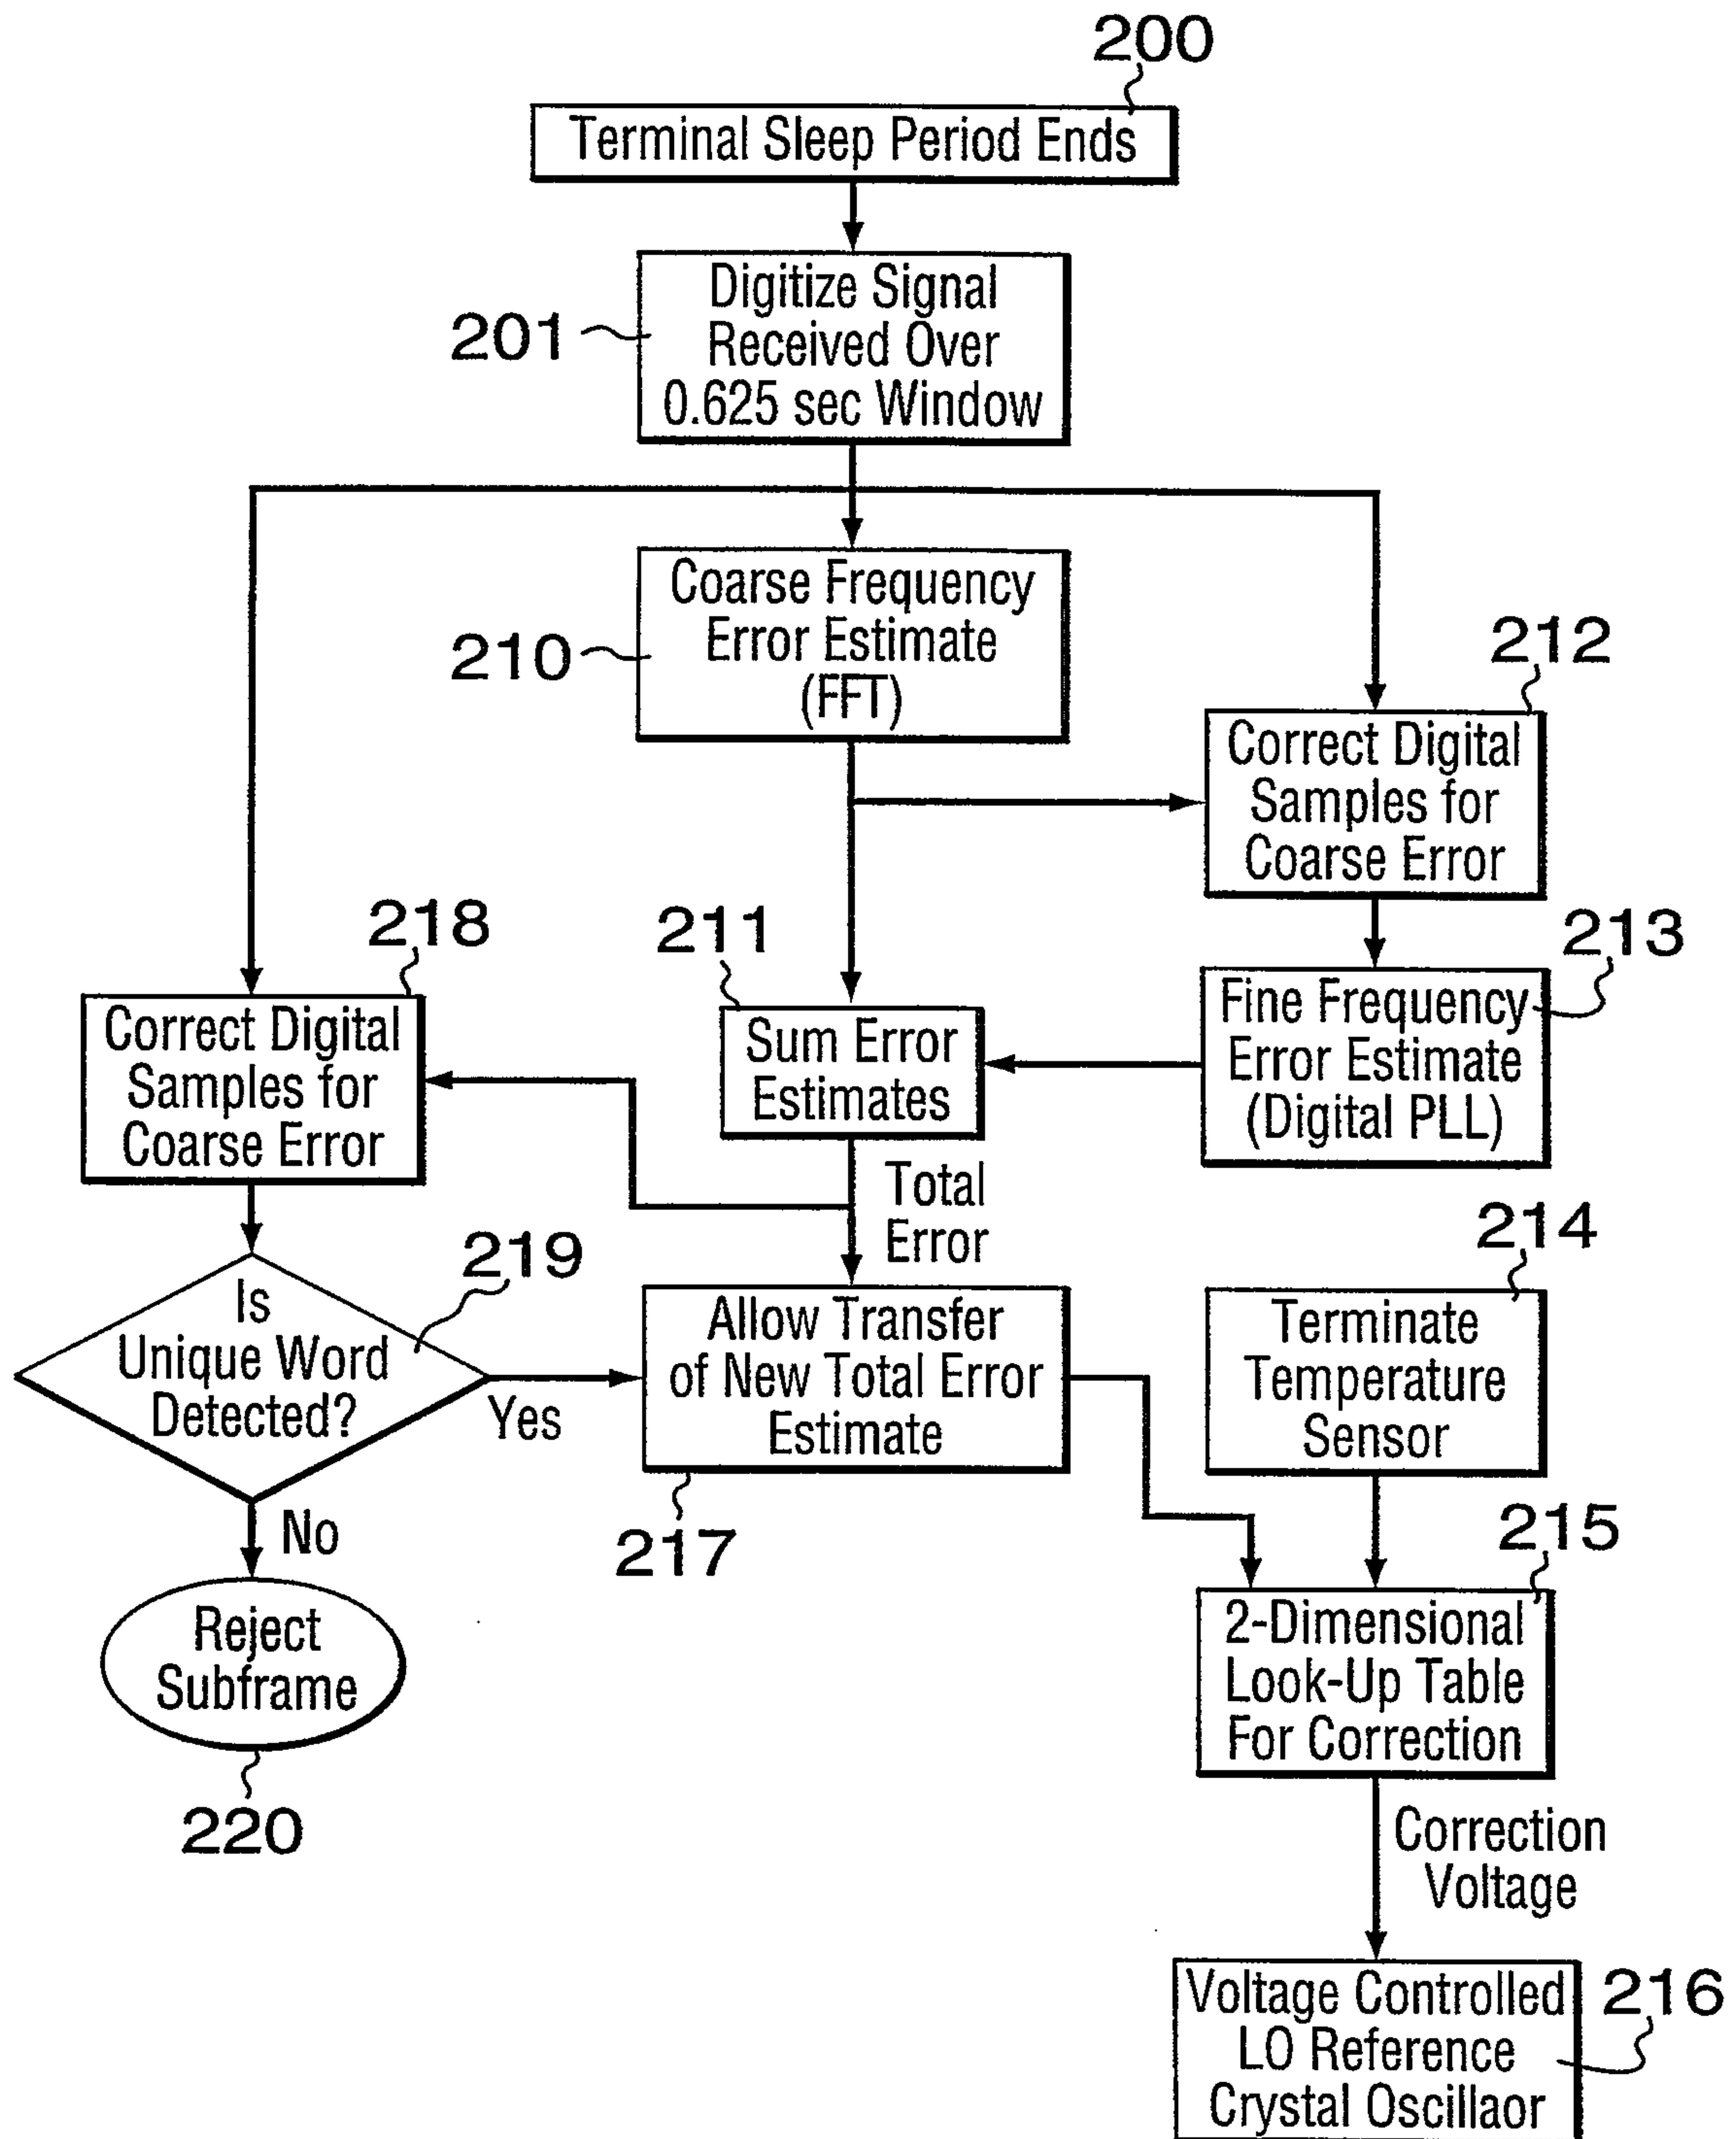 200
Terminal Sleep Period Ends
201
Digitize Signal
Received Over
0.625 sec Window
210
Coarse Frequency
Error Estimate
(FFT)
212
Correct Digital
Samples for
Coarse Error
218
Correct Digital
Samples for
Coarse Error
211
Sum Error
Estimates
213
Fine Frequency
Error Estimate
(Digital PLL)
Total
Error
219
Is
Unique Word
Detected?
Yes
No
Allow Transfer
of New Total Error
Estimate
217
214
Terminate
Temperature
Sensor
215
2-Dimensional
Look-Up Table
For Correction
Reject
Subframe
220
Correction
Voltage
Voltage Controlled
LO Reference
Crystal Oscillaor
216